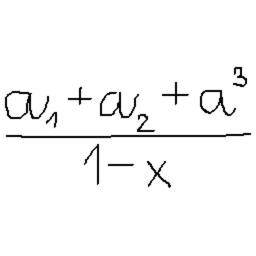 a₁ + a₂ + a³
1 - x